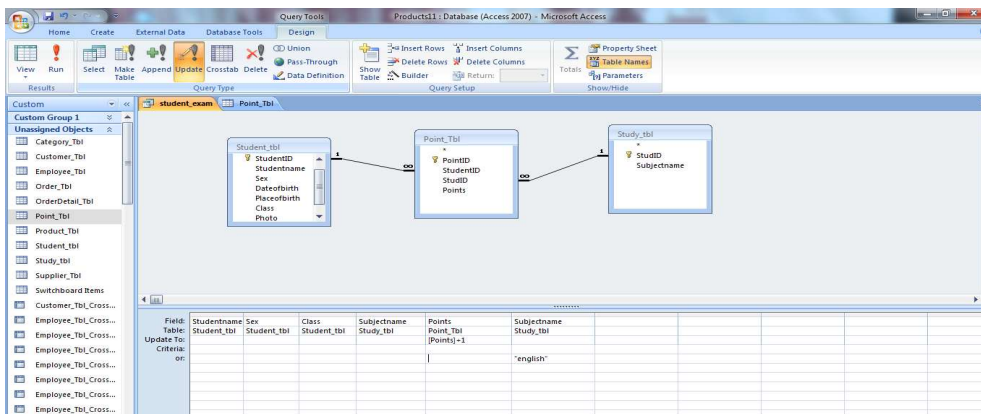 Query Tools Products11 : Database (Access 2007) - Microsoft Access
Home Create External Data Database Tools Design
View Run Select Make Table Append Update Crosstab Delete Union Pass-Through Data Definition Show Table Insert Rows Delete Rows Builder Insert Columns Delete Columns Return: Totals Property Sheet Table Names Parameters
Results Query Type Query Setup Show/Hide
Custom
Custom Group 1
Unassigned Objects
Category_Tbl
Customer_Tbl
Employee_Tbl
Order_Tbl
OrderDetail_Tbl
Point_Tbl
Product_Tbl
Student_tbl
Study_tbl
Supplier_Tbl
Switchboard Items
Customer_Tbl_Cross...
Employee_Tbl_Cross...
Employee_Tbl_Cross...
Employee_Tbl_Cross...
Employee_Tbl_Cross...
Employee_Tbl_Cross...
Employee_Tbl_Cross...
student_exam Point_Tbl
Student_tbl
StudentID
Studentname
Sex
Dateofbirth
Placeofbirth
Class
Photo
1 ∞
Point_Tbl
*
PointID
StudentID
StudID
Points
∞ 1
Study_tbl
*
StudID
Subjectname
Field: Studentname Sex Class Subjectname Points Subjectname
Table: Student_tbl Student_tbl Student_tbl Study_tbl Point_Tbl Study_tbl
Update To: [Points]+1
Criteria:
or: "english"